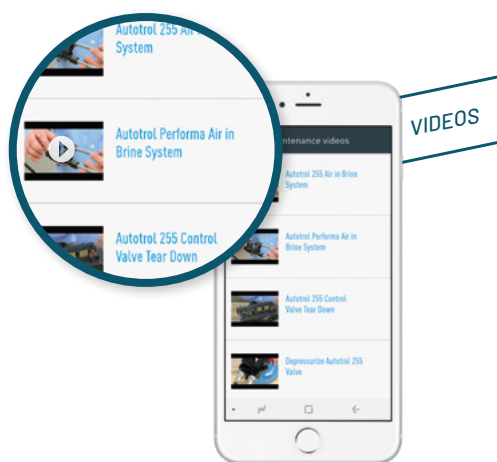 Autotrol 255 Air
System
Autotrol Performa Air in
Brine System
Autotrol 255 Control
Valve Tear Down
VIDEOS
ntenance videos
Autotrol 255 Air in Brine
System
Autotrol Performa Air in
Brine System
Autotrol 255 Control
Valve Tear Down
Depressurize Autotrol 255
Valve